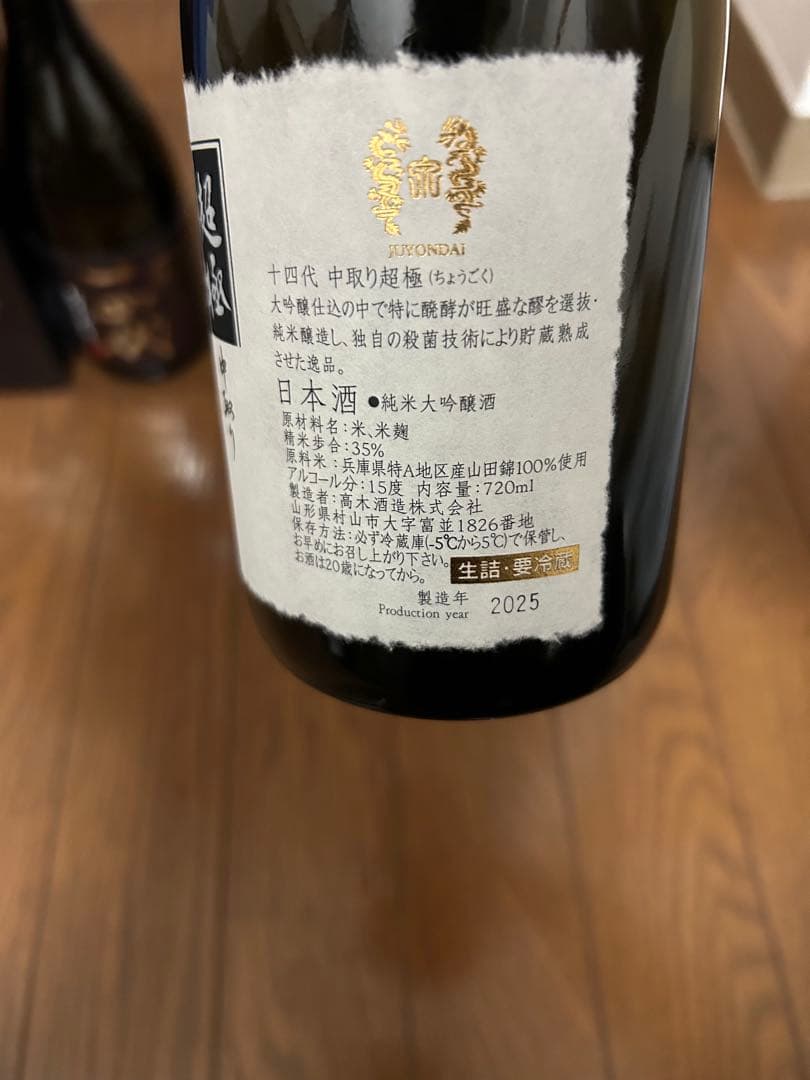 JUYONDAI
十四代 中取り超極(ちょうごく)
大吟醸仕込の中で特に醗酵が旺盛な醪を選抜・
純米醸造し、独自の殺菌技術により貯蔵熟成
させた逸品。
日本酒 ●純米大吟醸酒
原材料名：米、米麹
精米歩合：35%
原料米：兵庫県特A地区産山田錦100%使用
アルコール分：15度 内容量：720ml
製造者：高木酒造株式会社
山形県村山市大字富並1826番地
保存方法：必ず冷蔵庫(-5℃から5℃)で保管し、
お早めにお召し上がり下さい。
お酒は20歳になってから。
生詰・要冷蔵
製造年
Production year 2025
超極
中取り